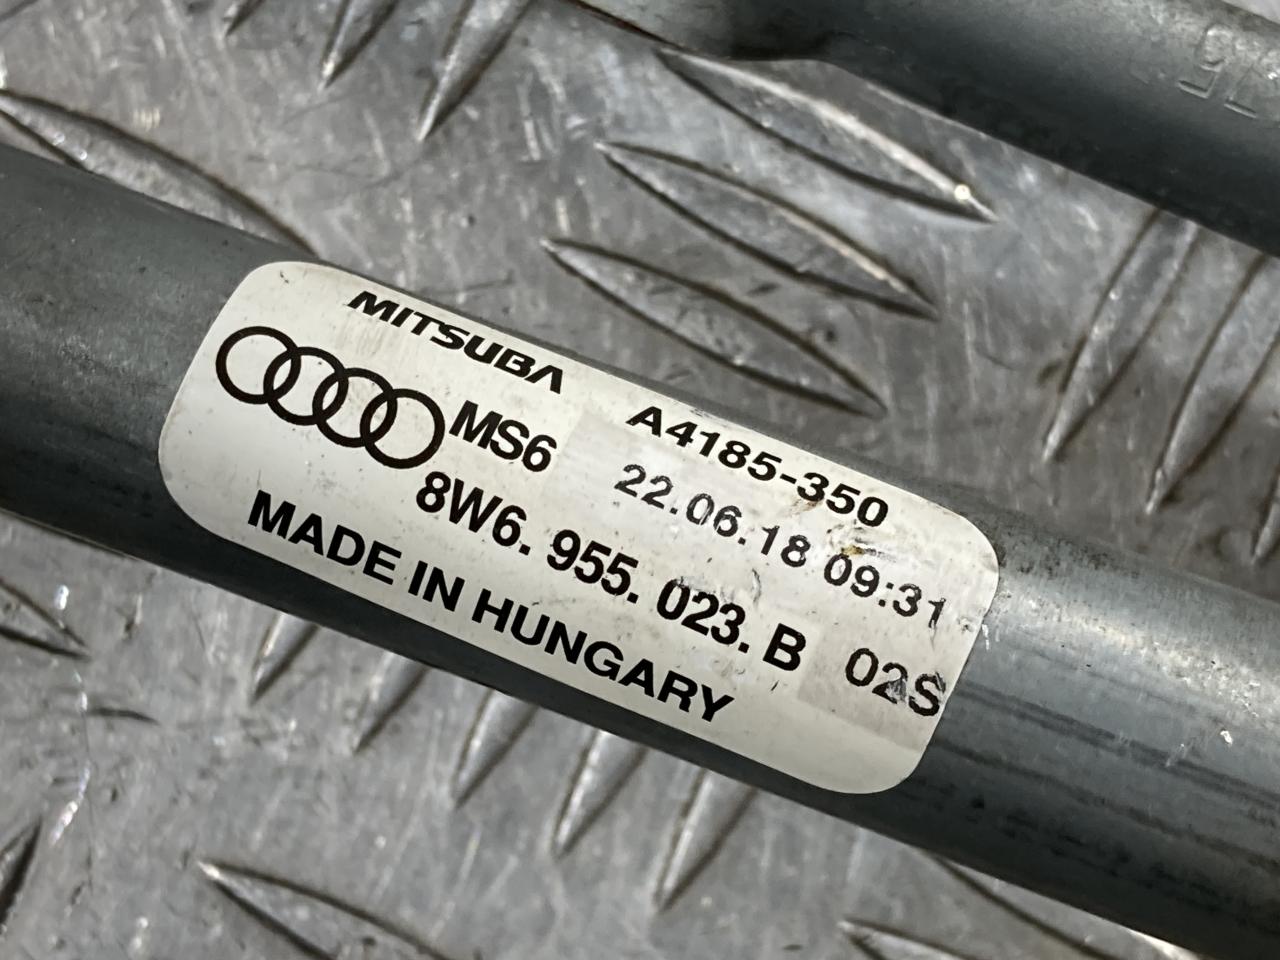 MITSUBA A4185-350
MS6 22.06.18 09:31
8W6. 955. 023. B 02S
MADE IN HUNGARY